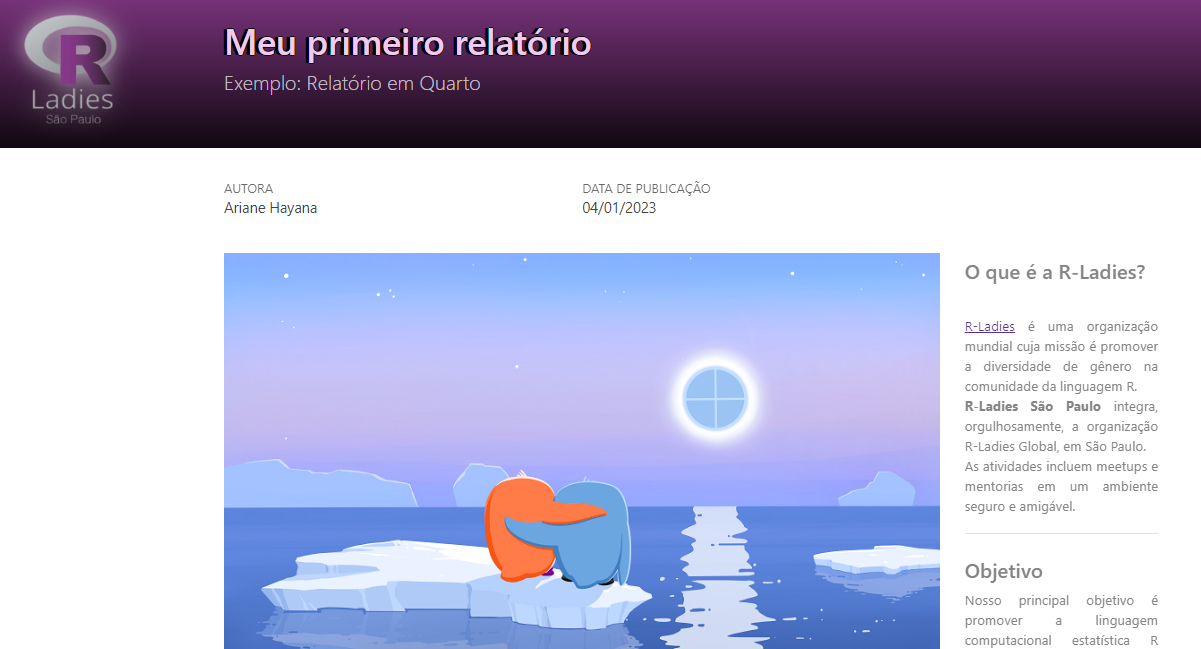 R
Ladies
São Paulo
Meu primeiro relatório
Exemplo: Relatório em Quarto
AUTORA
Ariane Hayana
DATA DE PUBLICAÇÃO
04/01/2023
O que é a R-Ladies?
R-Ladies é uma organização
mundial cuja missão é promover
a diversidade de gênero na
comunidade da linguagem R.
R-Ladies São Paulo integra,
orgulhosamente, a organização
R-Ladies Global, em São Paulo.
As atividades incluem meetups e
mentorias em um ambiente
seguro e amigável.
Objetivo
Nosso principal objetivo é
promover a linguagem
computacional estatística R